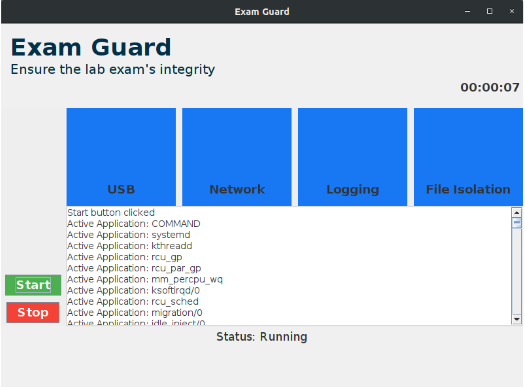 Exam Guard
Exam Guard
Ensure the lab exam's integrity
00:00:07
USB
Network
Logging
File Isolation
Start button clicked
Active Application: COMMAND
Active Application: systemd
Active Application: kthreadd
Active Application: rcu_gp
Active Application: rcu_par_gp
Active Application: mm_percpu_wq
Active Application: ksoftirqd/0
Active Application: rcu_sched
Active Application: migration/0
Active Application: idle_inject/0
Start
Stop
Status: Running